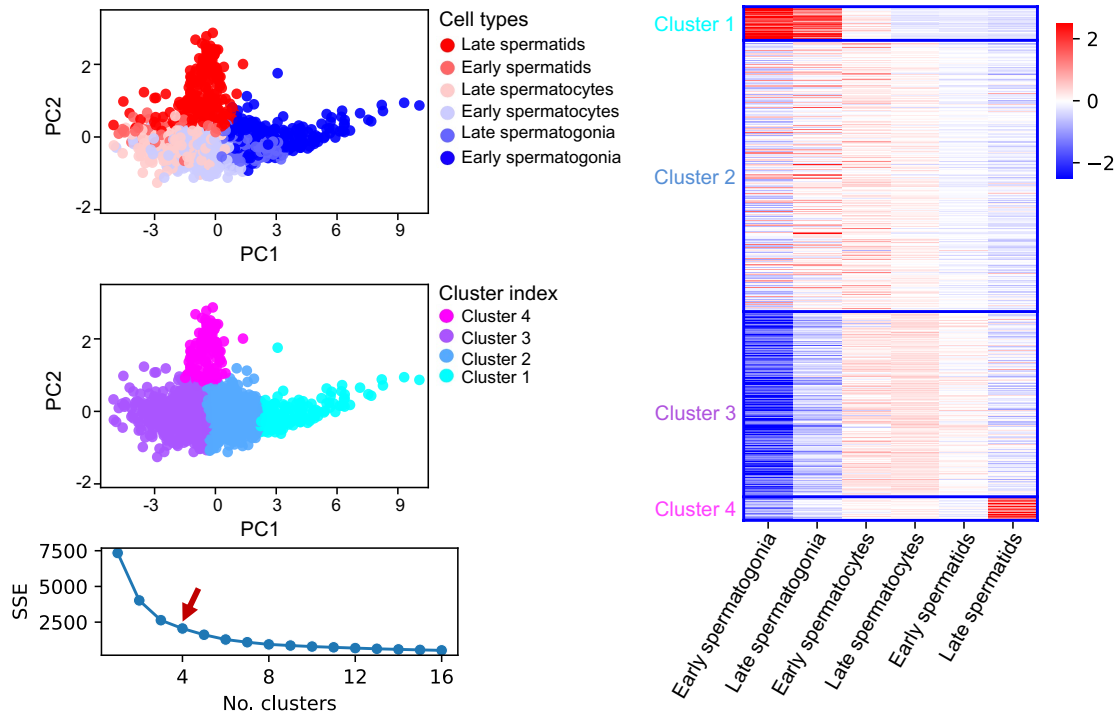 Cell types
Late spermatids
Early spermatids
Late spermatocytes
Early spermatocytes
Late spermatogonia
Early spermatogonia
PC2
2
0
-2
-3
0
3
6
9
PC1
Cluster index
Cluster 4
Cluster 3
Cluster 2
Cluster 1
PC2
2
0
-2
-3
0
3
6
9
PC1
SSE
7500
5000
2500
4
8
12
16
No. clusters
Cluster 1
Cluster 2
Cluster 3
Cluster 4
2
0
−2
Early spermatogonia
Late spermatogonia
Early spermatocytes
Late spermatocytes
Early spermatids
Late spermatids